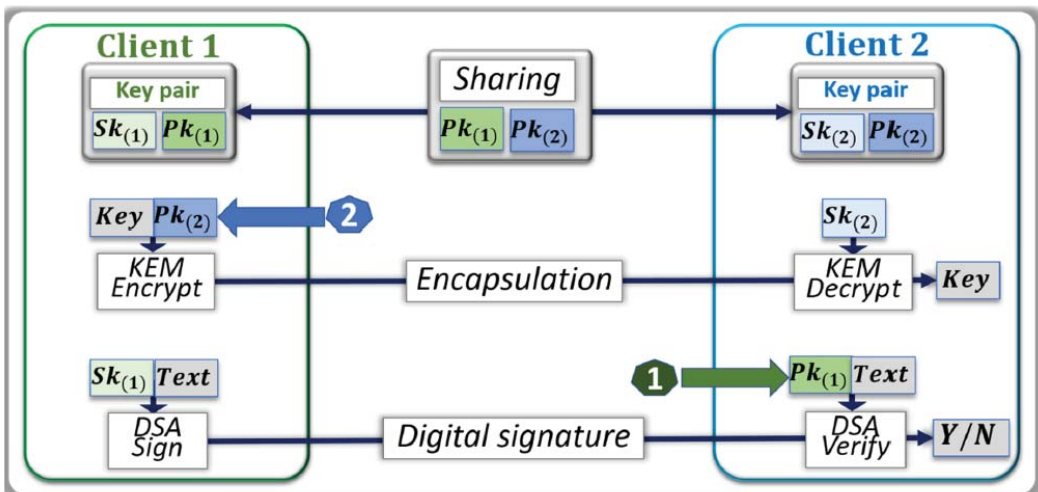 Client 1
Client 2
Key pair
Sk(1) Pk(1)
Sharing
Pk(1) Pk(2)
Key pair
Sk(2) Pk(2)
Key Pk(2)
2
Sk(2)
KEM
Encrypt
Encapsulation
KEM
Decrypt
Key
Sk(1) Text
1
Pk(1) Text
DSA
Sign
Digital signature
DSA
Verify
Y/N